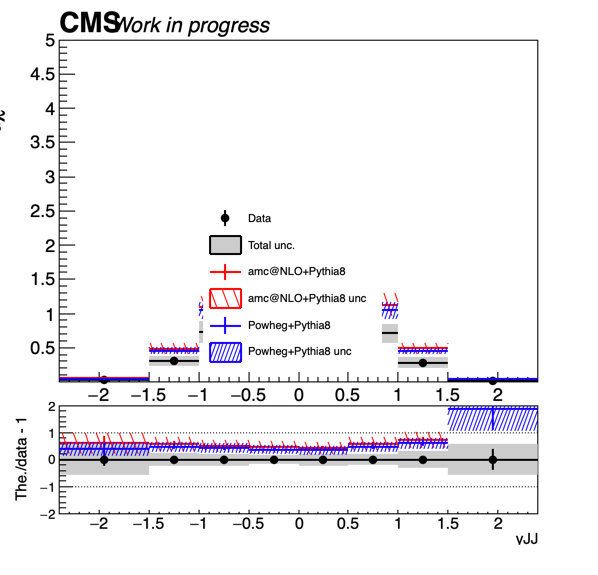 CMS Work in progress
5
4.5
4
3.5
3
2.5
2
1.5
1
0.5
Data
Total unc.
amc@NLO+Pythia8
amc@NLO+Pythia8 unc
Powheg+Pythia8
Powheg+Pythia8 unc
−2 −1.5 −1 −0.5 0 0.5 1 1.5 2
The./data - 1
2
1
0
−1
−2
−2 −1.5 −1 −0.5 0 0.5 1 1.5 2
yJJ